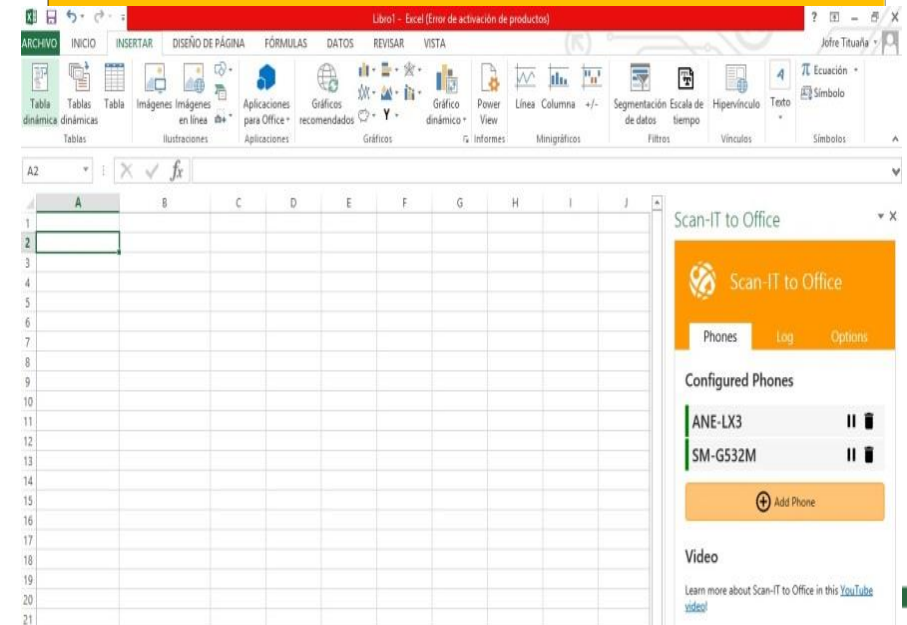 Libro1 - Excel (Error de activación de productos)
ARCHIVO INICIO INSERTAR DISEÑO DE PÁGINA FÓRMULAS DATOS REVISAR VISTA Jofre Tituaña
Tabla dinámica
Tablas dinámicas
Tabla
Imágenes
Imágenes en línea
Aplicaciones para Office
Gráficos recomendados
Gráfico dinámico
Power View
Línea
Columna
+/-
Segmentación de datos
Escala de tiempo
Hipervínculo
Texto
Ecuación
Símbolo
Tablas Ilustraciones Aplicaciones Gráficos Informes Minigráficos Filtros Vínculos Símbolos
A2 fx
A B C D E F G H I J
1
2
3
4
5
6
7
8
9
10
11
12
13
14
15
16
17
18
19
20
21
Scan-IT to Office
Scan-IT to Office
Phones Log Options
Configured Phones
ANE-LX3
SM-G532M
Add Phone
Video
Learn more about Scan-IT to Office in this YouTube
video!